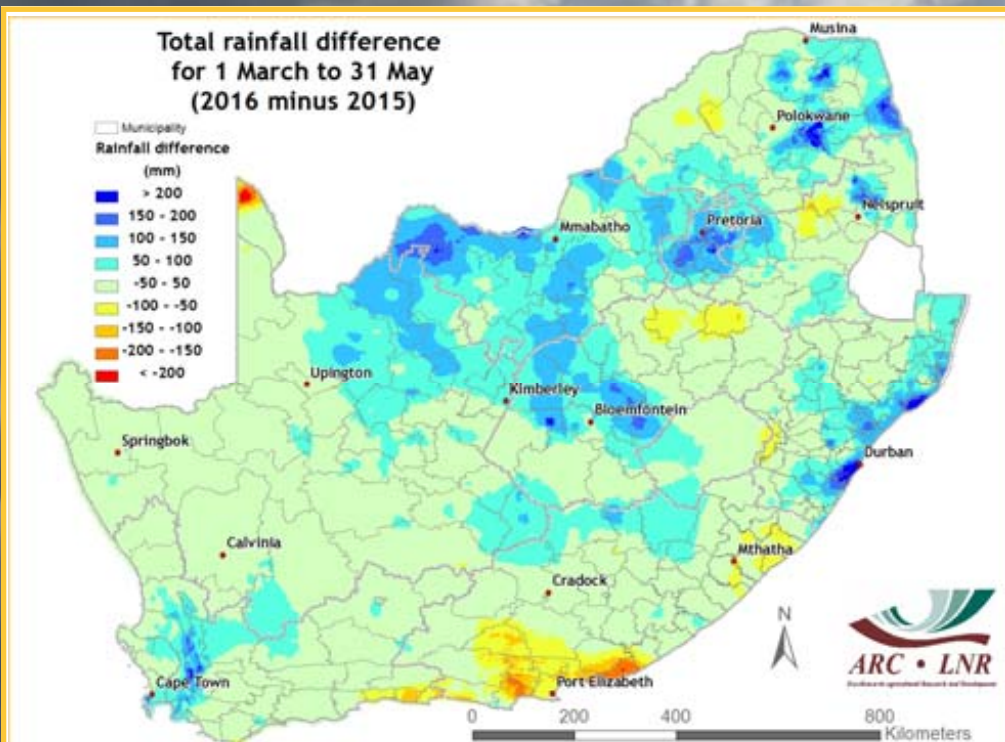 Total rainfall difference
for 1 March to 31 May
(2016 minus 2015)
Municipality
Rainfall difference
(mm)
> 200
150 - 200
100 - 150
50 - 100
-50 - 50
-100 - -50
-150 - -100
-200 - -150
< -200
Musina
Polokwane
Nelspruit
Pretoria
Mmabatho
Upington
Kimberley
Bloemfontein
Springbok
Durban
Calvinia
Mthatha
Cradock
Cape Town
Port Elizabeth
N
ARC • LNR
0 200 400 800
Kilometers